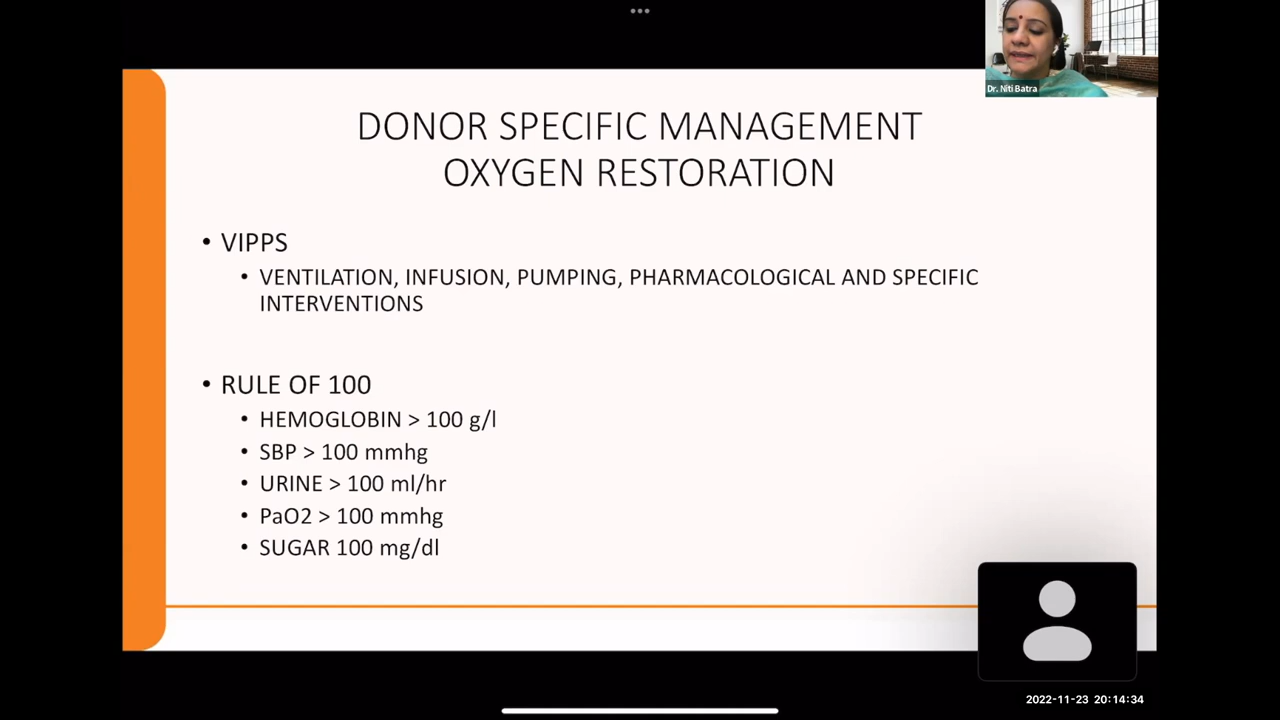 Dr. Niti Batra
DONOR SPECIFIC MANAGEMENT
OXYGEN RESTORATION
• VIPPS
• VENTILATION, INFUSION, PUMPING, PHARMACOLOGICAL AND SPECIFIC
INTERVENTIONS
• RULE OF 100
• HEMOGLOBIN > 100 g/l
• SBP > 100 mmhg
• URINE > 100 ml/hr
• PaO2 > 100 mmhg
• SUGAR 100 mg/dl
2022-11-23 20:14:34